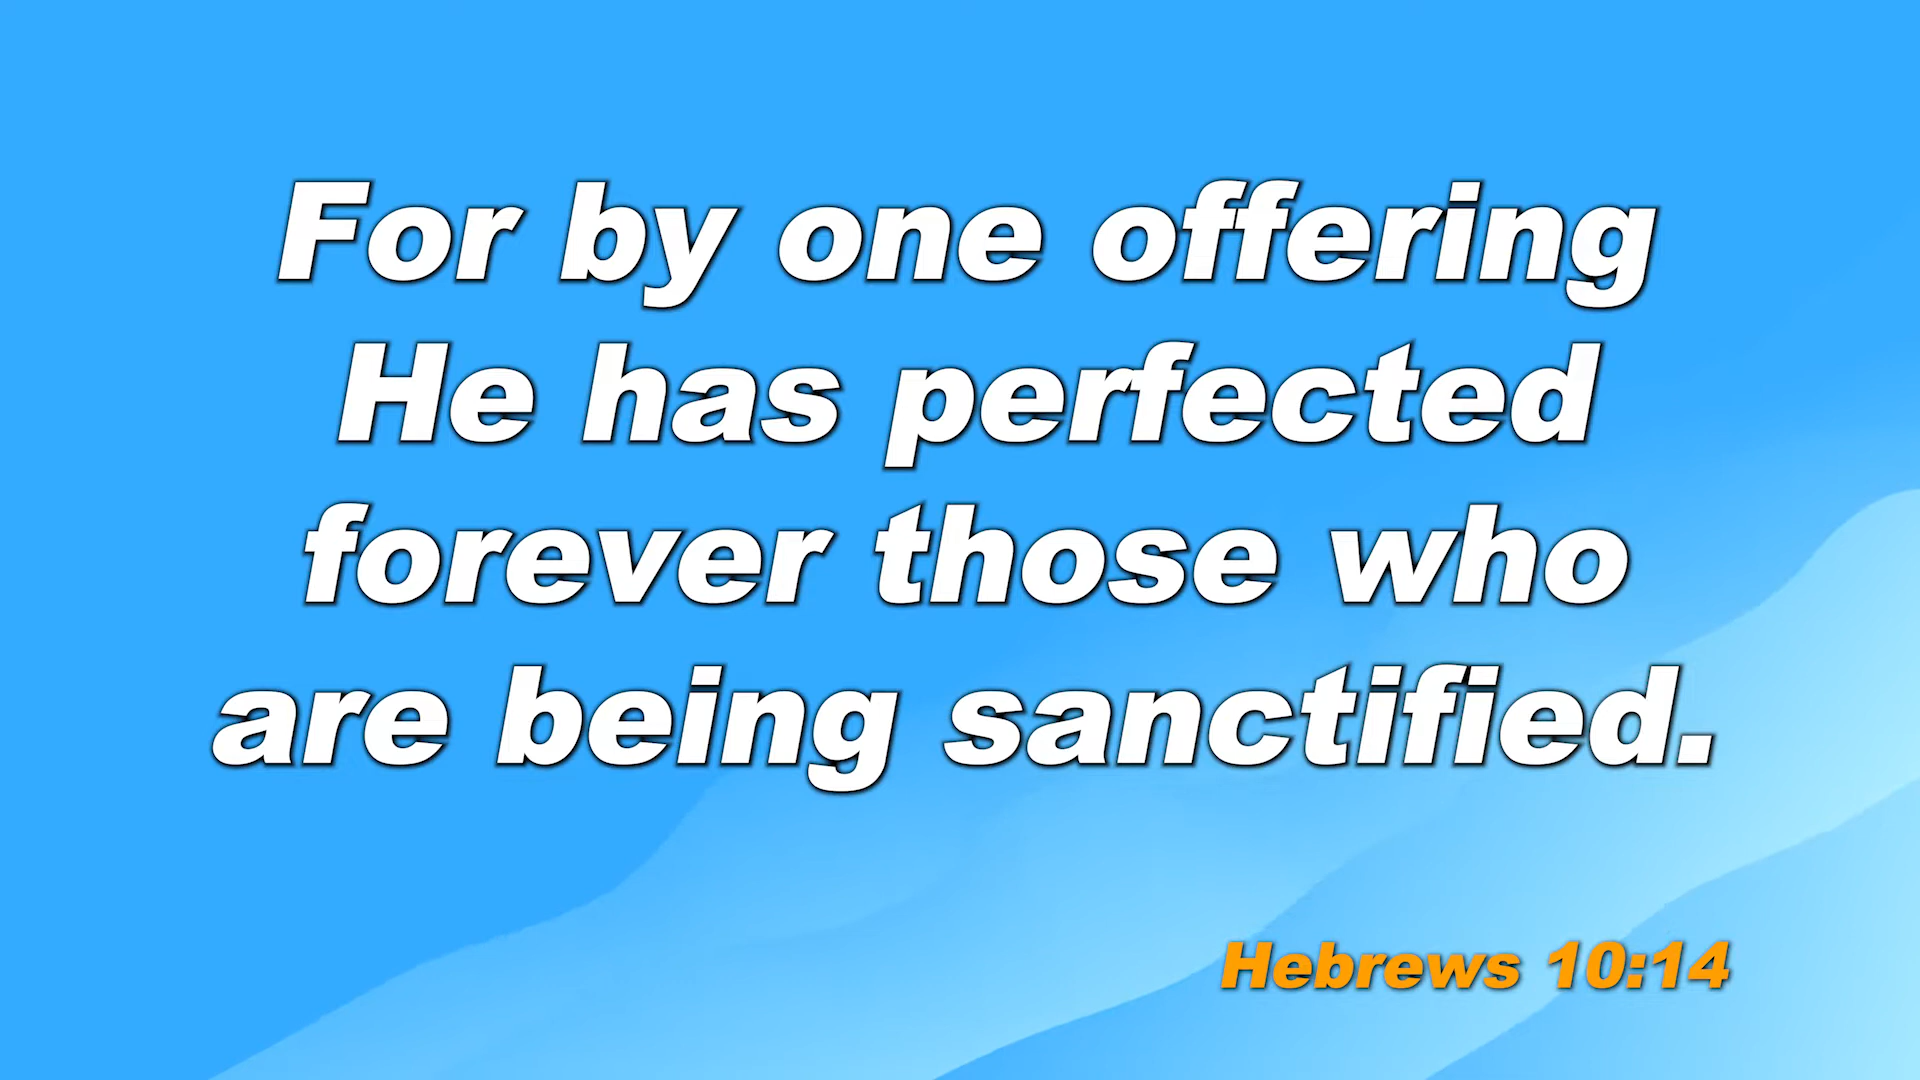 For by one offering
He has perfected
forever those who
are being sanctified.
Hebrews 10:14